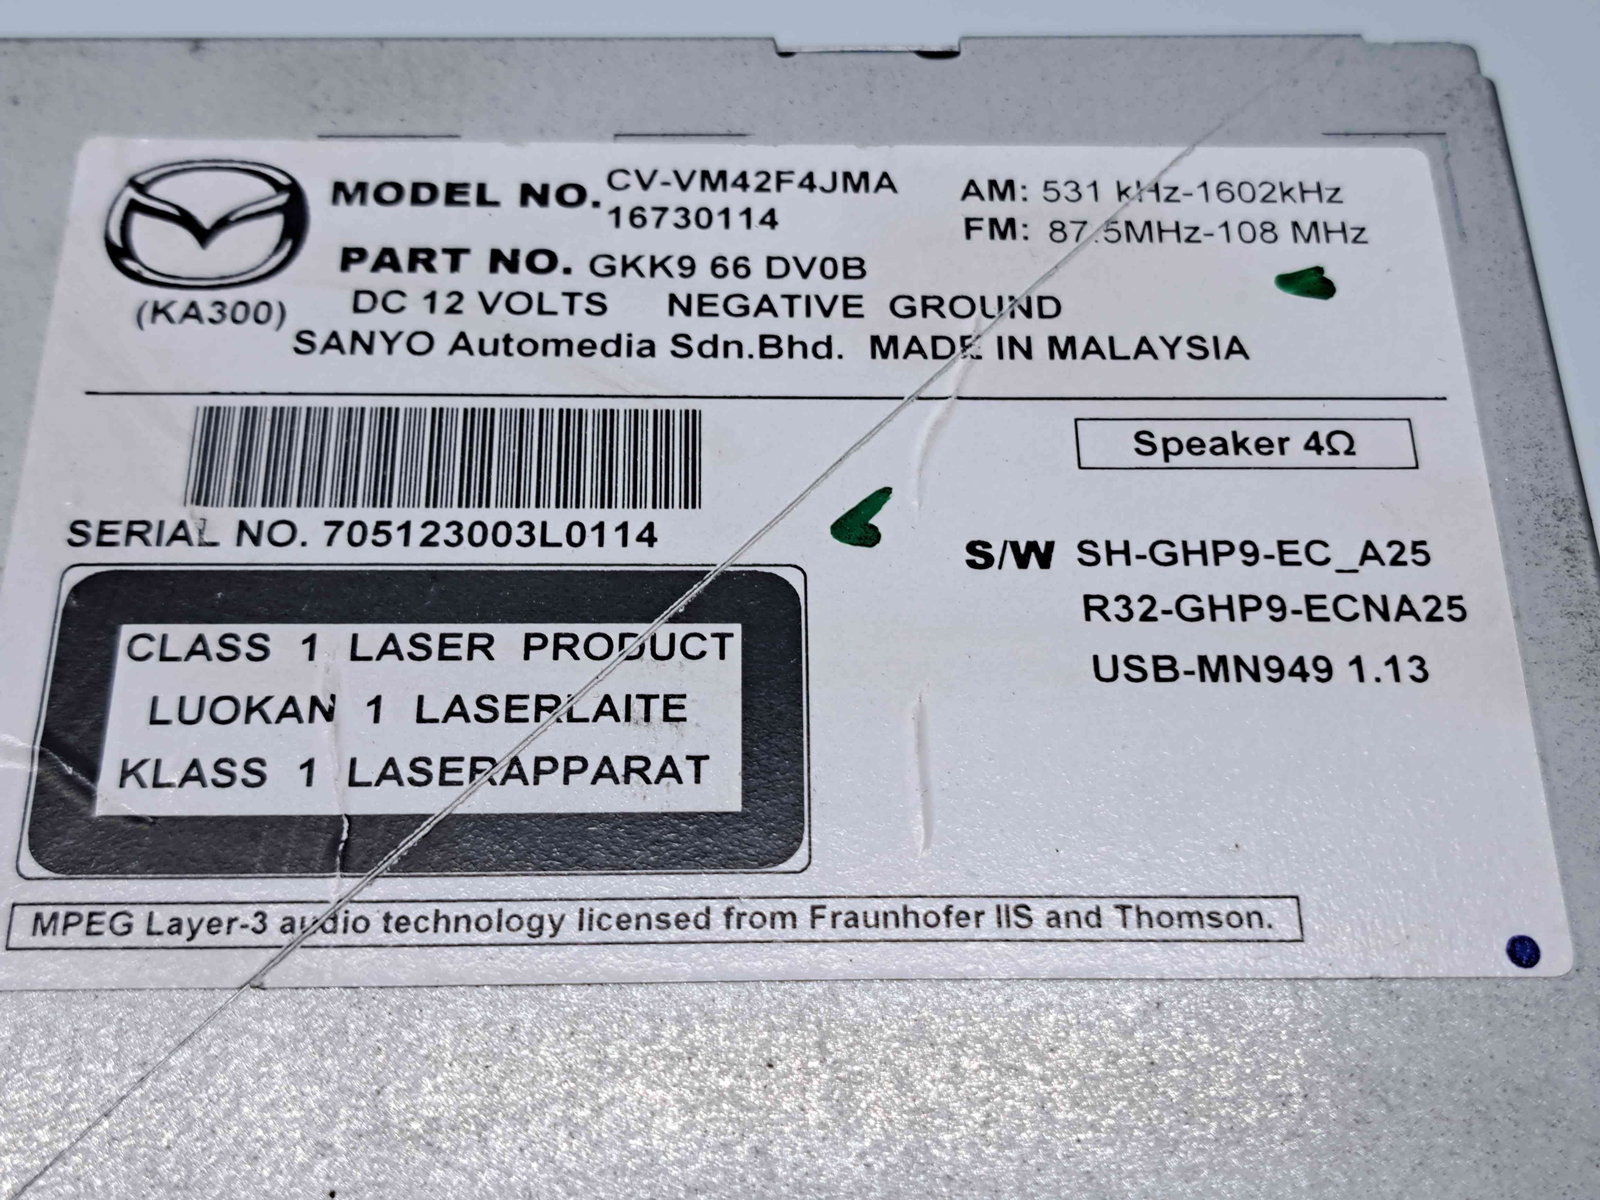 MODEL NO. CV-VM42F4JMA
16730114
AM: 531 kHz-1602kHz
FM: 87.5MHz-108 MHz
PART NO. GKK9 66 DV0B
(KA300)
DC 12 VOLTS NEGATIVE GROUND
SANYO Automedia Sdn.Bhd. MADE IN MALAYSIA
SERIAL NO. 705123003L0114
Speaker 4Ω
S/W SH-GHP9-EC_A25
R32-GHP9-ECNA25
USB-MN949 1.13
CLASS 1 LASER PRODUCT
LUOKAN 1 LASERLAITE
KLASS 1 LASERAPPARAT
MPEG Layer-3 audio technology licensed from Fraunhofer IIS and Thomson.